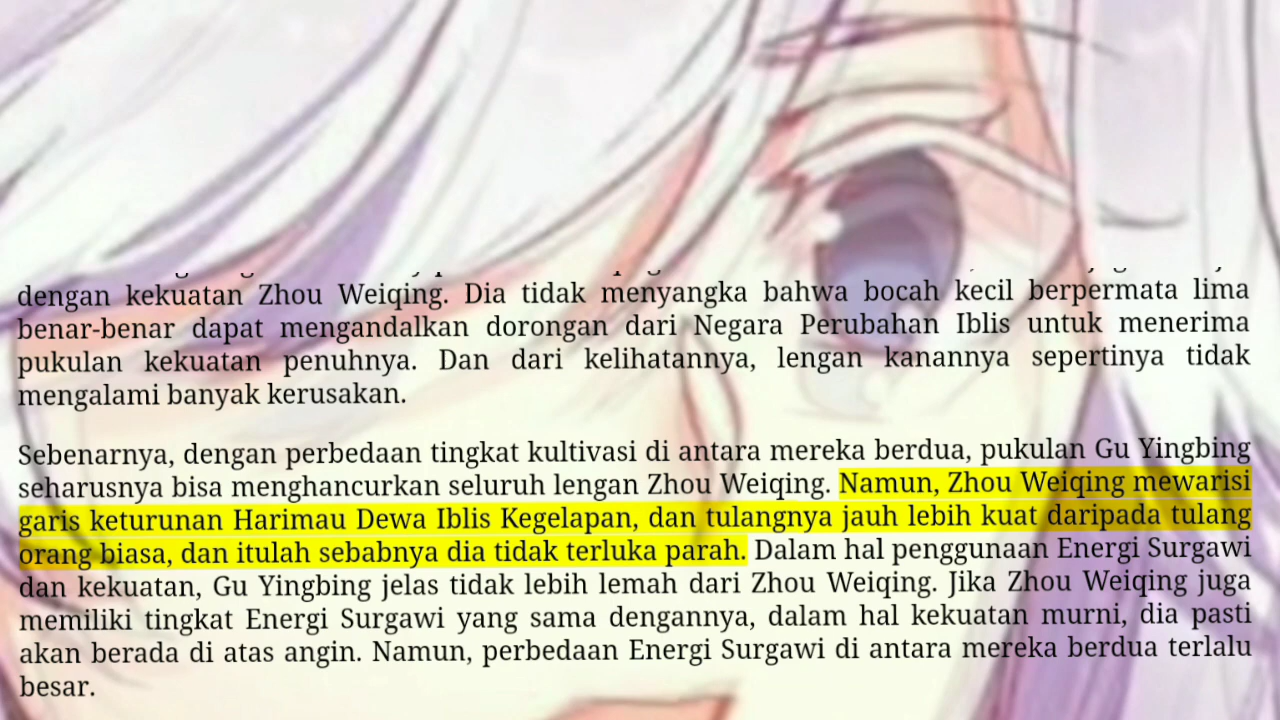 dengan kekuatan Zhou Weiqing. Dia tidak menyangka bahwa bocah kecil berpermata lima
benar-benar dapat mengandalkan dorongan dari Negara Perubahan Iblis untuk menerima
pukulan kekuatan penuhnya. Dan dari kelihatannya, lengan kanannya sepertinya tidak
mengalami banyak kerusakan.
Sebenarnya, dengan perbedaan tingkat kultivasi di antara mereka berdua, pukulan Gu Yingbing
seharusnya bisa menghancurkan seluruh lengan Zhou Weiqing. Namun, Zhou Weiqing mewarisi
garis keturunan Harimau Dewa Iblis Kegelapan, dan tulangnya jauh lebih kuat daripada tulang
orang biasa, dan itulah sebabnya dia tidak terluka parah. Dalam hal penggunaan Energi Surgawi
dan kekuatan, Gu Yingbing jelas tidak lebih lemah dari Zhou Weiqing. Jika Zhou Weiqing juga
memiliki tingkat Energi Surgawi yang sama dengannya, dalam hal kekuatan murni, dia pasti
akan berada di atas angin. Namun, perbedaan Energi Surgawi di antara mereka berdua terlalu
besar.